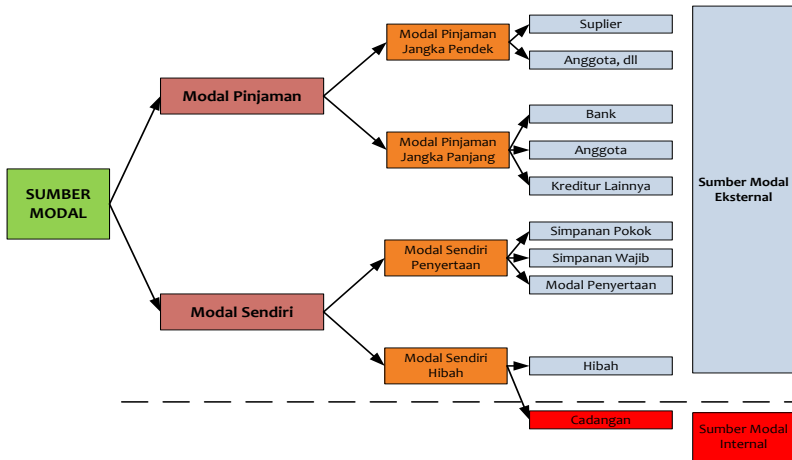 SUMBER
MODAL
Modal Pinjaman
Modal Sendiri
Modal Pinjaman
Jangka Pendek
Modal Pinjaman
Jangka Panjang
Modal Sendiri
Penyertaan
Modal Sendiri
Hibah
Suplier
Anggota, dll
Bank
Anggota
Kreditur Lainnya
Simpanan Pokok
Simpanan Wajib
Modal Penyertaan
Hibah
Cadangan
Sumber Modal
Eksternal
Sumber Modal
Internal